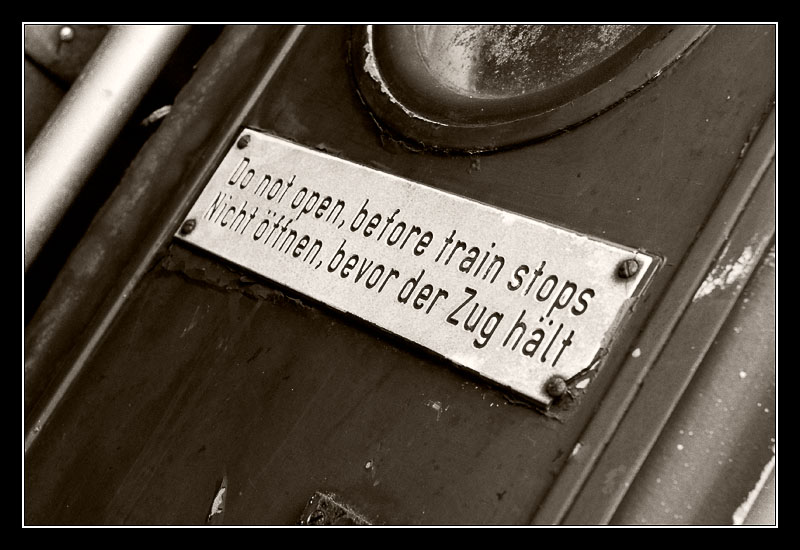 Do not open, before train stops
Nicht öffnen, bevor der Zug hält